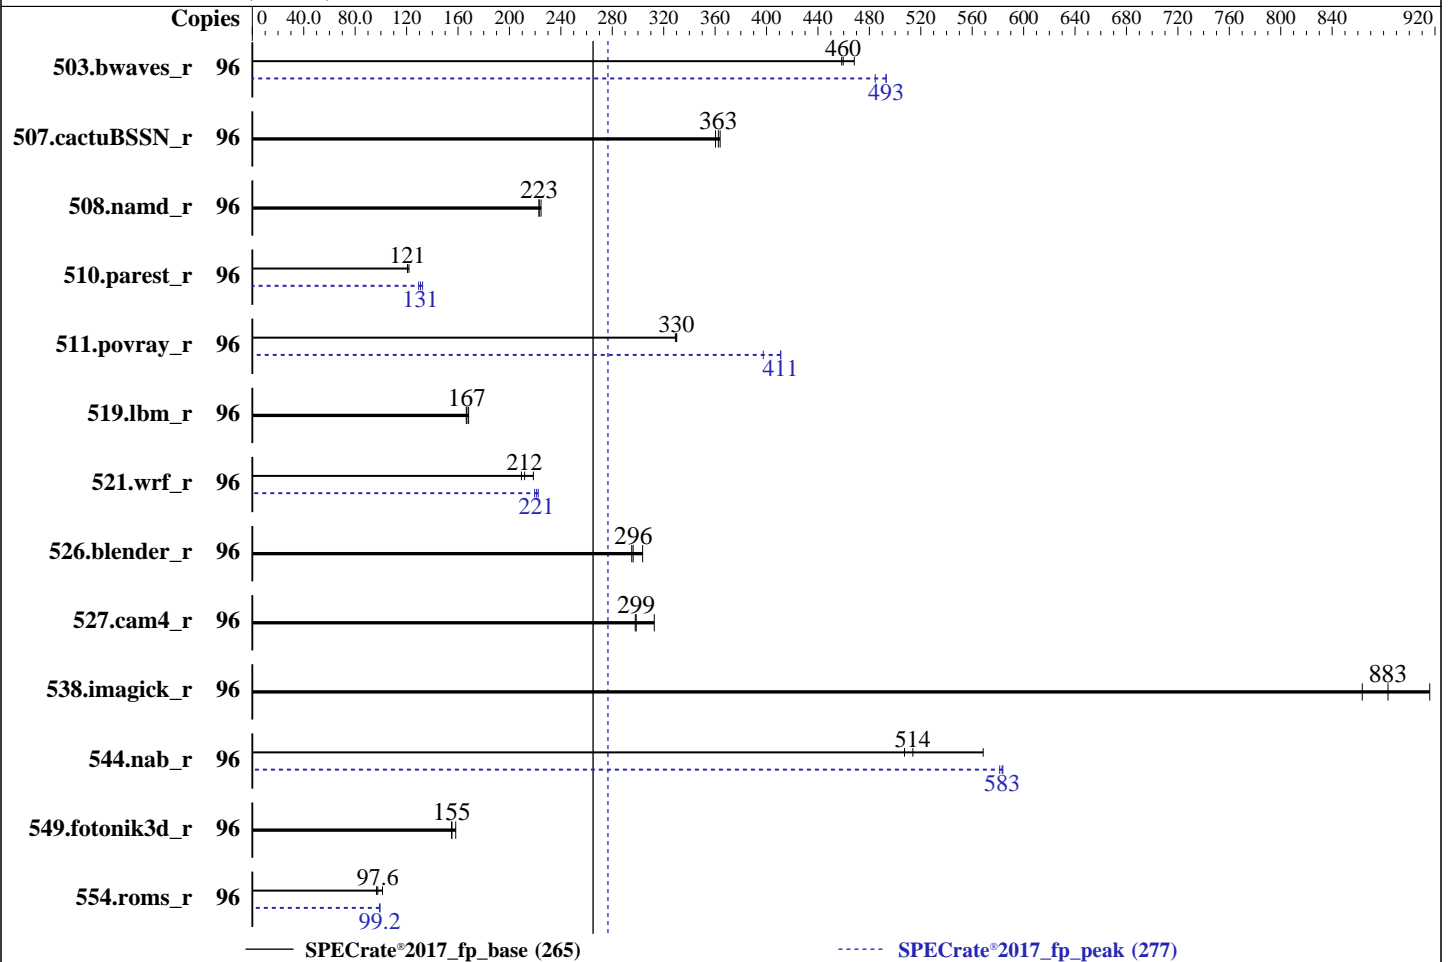 Copies 0 40.0 80.0 120 160 200 240 280 320 360 400 440 480 520 560 600 640 680 720 760 800 840 920
460
503.bwaves_r 96
493
363
507.cactuBSSN_r 96
223
508.namd_r 96
121
510.parest_r 96
131
330
511.povray_r 96
411
167
519.lbm_r 96
212
521.wrf_r 96
221
296
526.blender_r 96
299
527.cam4_r 96
883
538.imagick_r 96
514
544.nab_r 96
583
155
549.fotonik3d_r 96
97.6
554.roms_r 96
99.2
SPECrate®2017_fp_base (265) SPECrate®2017_fp_peak (277)